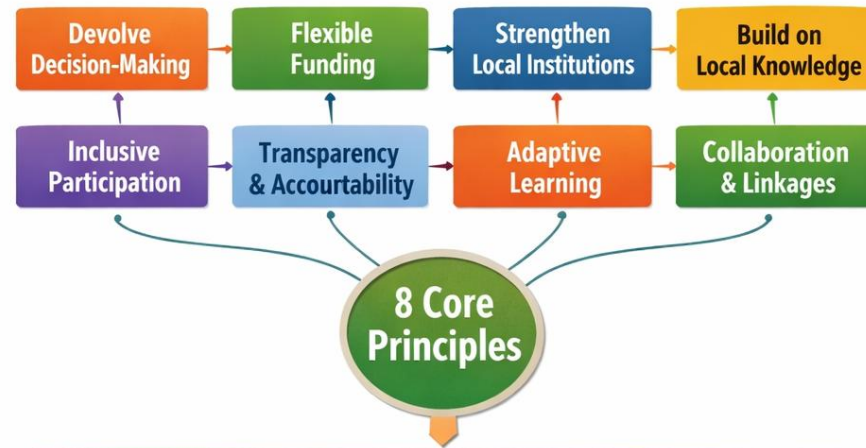 Devolve
Decision-Making
Flexible
Funding
Strengthen
Local Institutions
Build on
Local Knowledge
Inclusive
Participation
Transparency
& Accourtability
Adaptive
Learning
Collaboration
& Linkages
8 Core
Principles